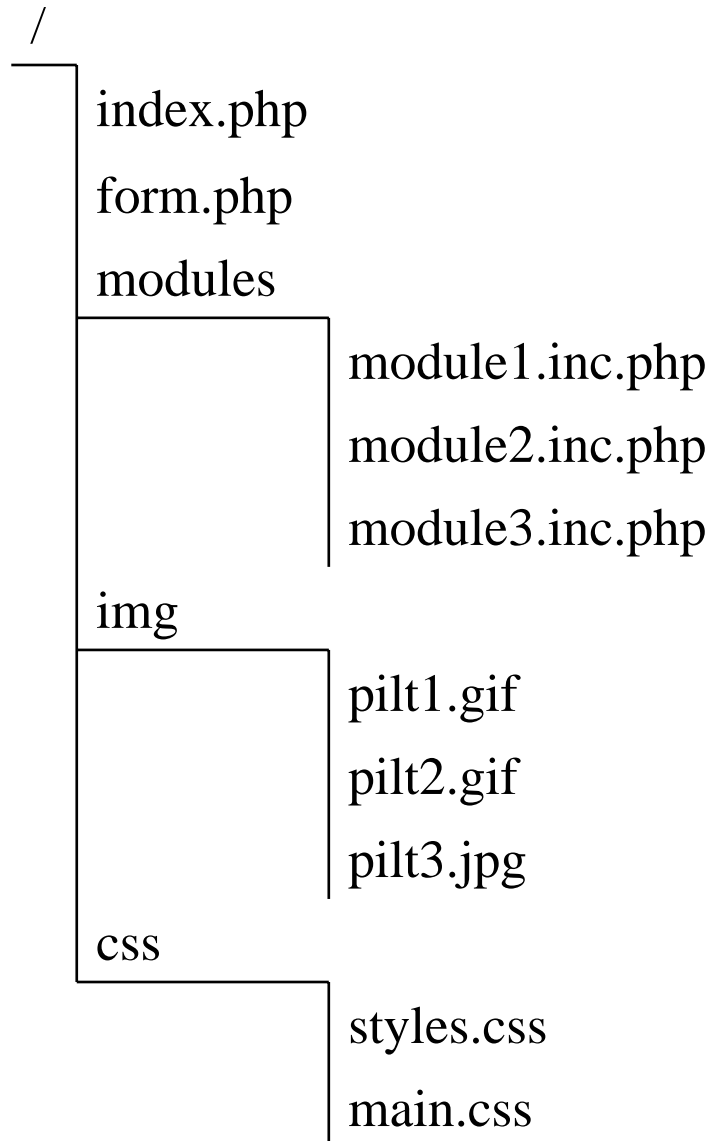 /
index.php
form.php
modules
module1.inc.php
module2.inc.php
module3.inc.php
img
pilt1.gif
pilt2.gif
pilt3.jpg
css
styles.css
main.css